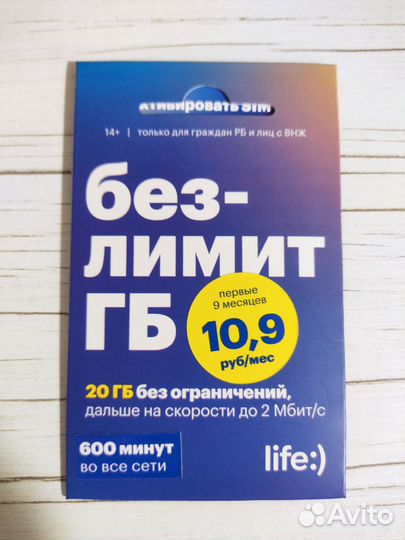 Активировать SIM
14+ | только для граждан РБ и лиц с ВНЖ
без-
лимит
ГБ
первые
9 месяцев
10,9
руб/мес
20 ГБ без ограничений,
дальше на скорости до 2 Мбит/с
600 минут
во все сети
life:)
Avito